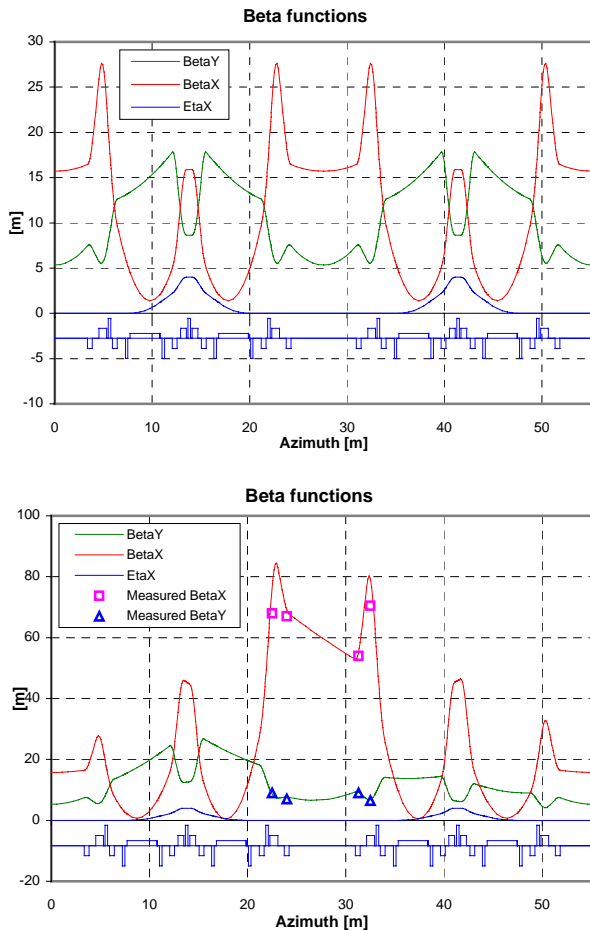 Beta functions
30
25
20
15
10
5
0
-5
-10
[m]
BetaY
BetaX
EtaX
0 10 20 30 40 50
Azimuth [m]
Beta functions
100
80
60
40
20
0
-20
[m]
BetaY
BetaX
EtaX
Measured BetaX
Measured BetaY
0 10 20 30 40 50
Azimuth [m]